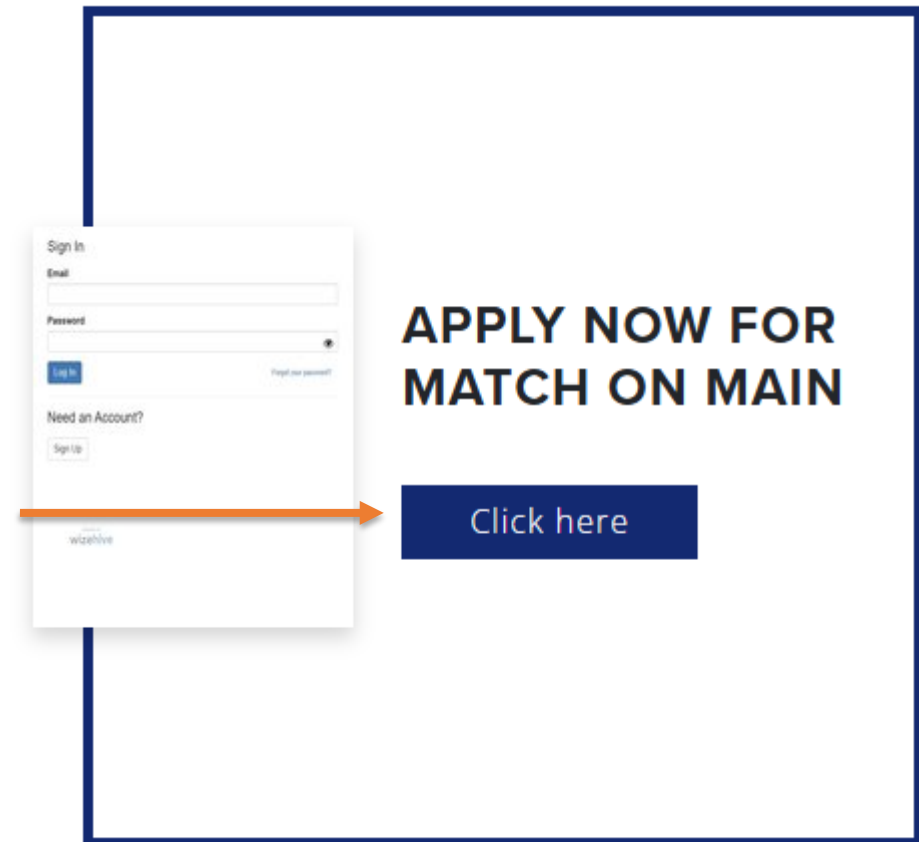 Sign In
Email
Password
Log In
Forgot your password?
Need an Account?
Sign Up
wizehive
APPLY NOW FOR
MATCH ON MAIN
Click here